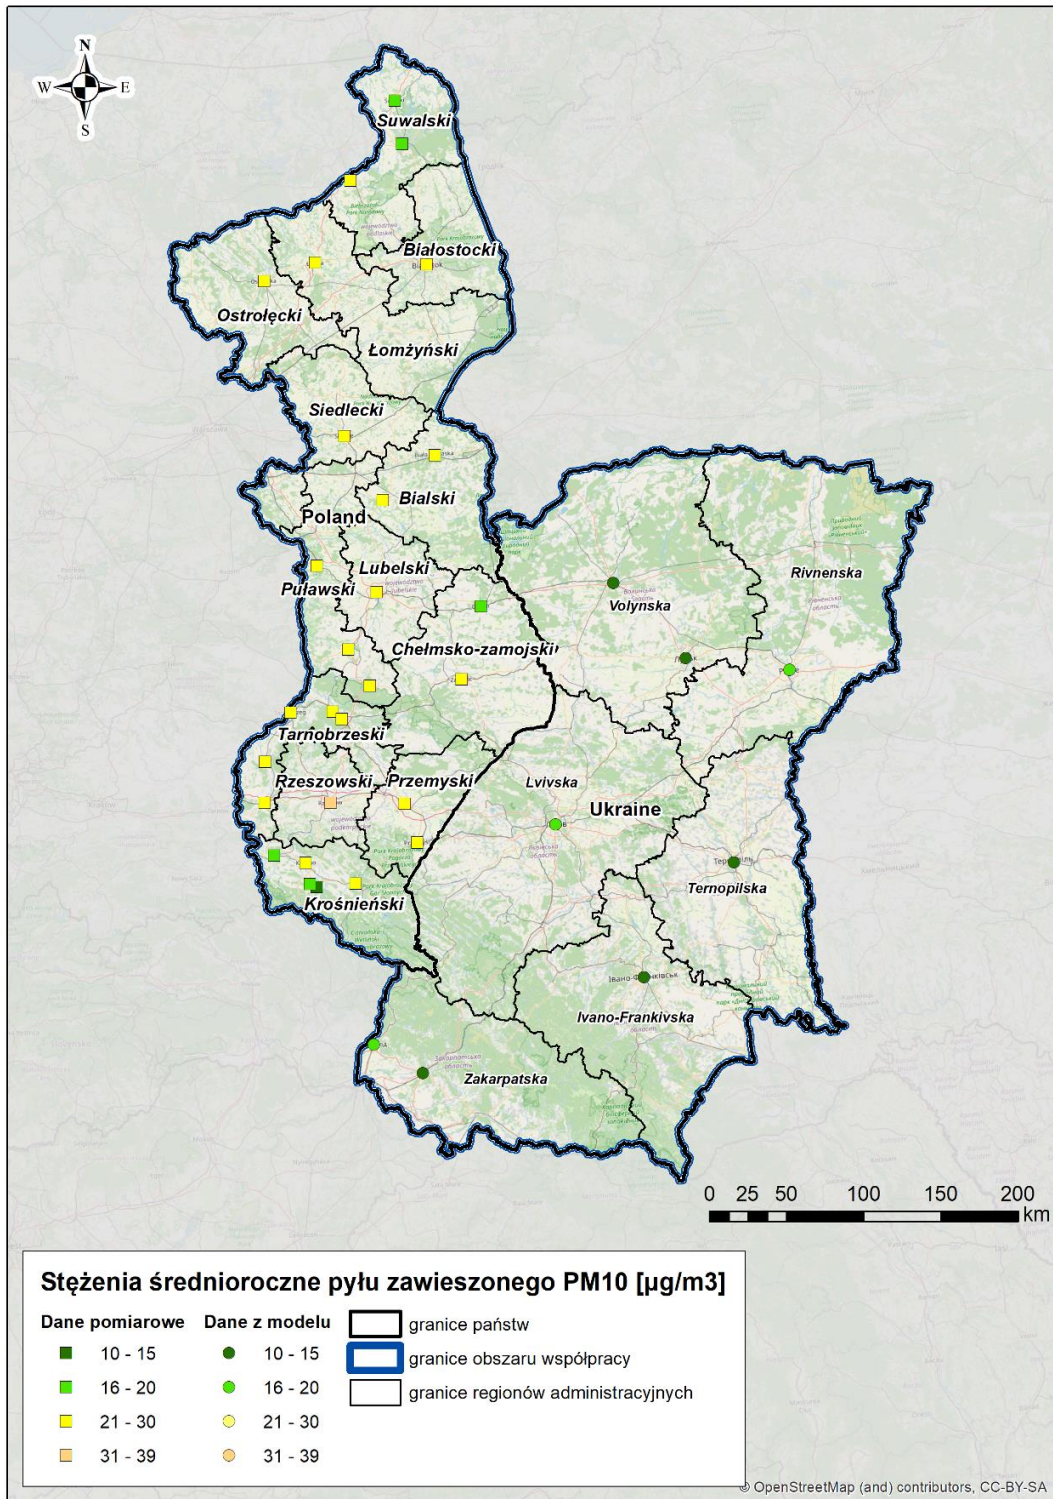 N
W E
S
Suwalski
Białostocki
Ostrołęcki
Łomżyński
Siedlecki
Bialski
Poland
Lubelski
Puławski
Rivnenska
Volynska
Chełmsko-zamojski
Tarnobrzeski
Rzeszowski
Przemyski
Lvivska
Ukraine
Ternopilska
Krośnieński
Ivano-Frankivska
Zakarpatska
0 25 50 100 150 200
km
Stężenia średnioroczne pyłu zawieszonego PM10 [µg/m3]
Dane pomiarowe Dane z modelu
10 - 15 10 - 15
16 - 20 16 - 20
21 - 30 21 - 30
31 - 39 31 - 39
granice państw
granice obszaru współpracy
granice regionów administracyjnych
© OpenStreetMap (and) contributors, CC-BY-SA